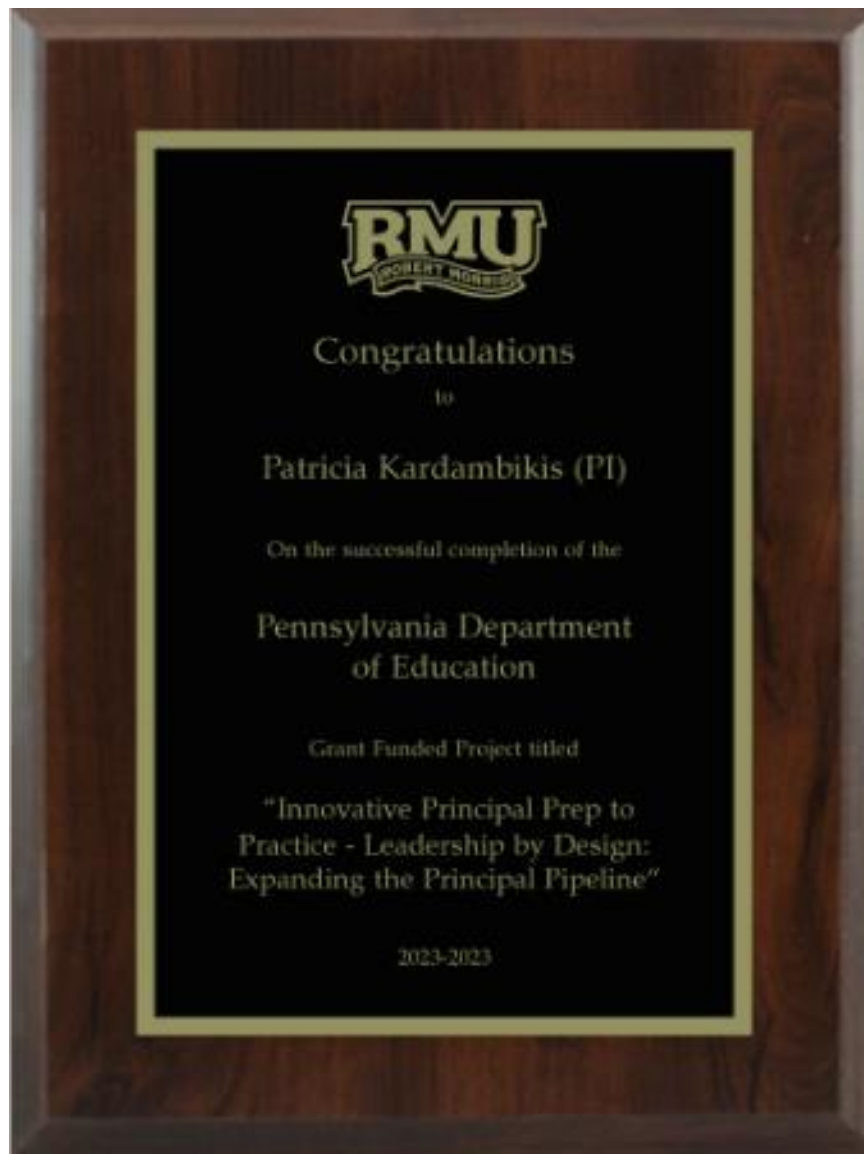 RMU
ROBERT MORRIS
Congratulations
to
Patricia Kardambikis (PI)
On the successful completion of the
Pennsylvania Department
of Education
Grant Funded Project titled
“Innovative Principal Prep to
Practice - Leadership by Design:
Expanding the Principal Pipeline”
2023-2023